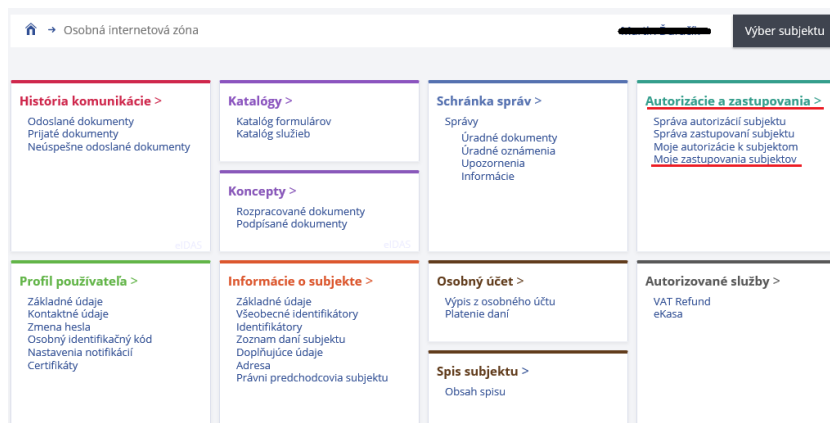 Osobná internetová zóna
Výber subjektu
História komunikácie >
Odoslané dokumenty
Prijaté dokumenty
Neúspešne odoslané dokumenty
eIDAS
Katalógy >
Katalóg formulárov
Katalóg služieb
Koncepty >
Rozpracované dokumenty
Podpísané dokumenty
eIDAS
Schránka správ >
Správy
Úradné dokumenty
Úradné oznámenia
Upozornenia
Informácie
Autorizácie a zastupovania >
Správa autorizácií subjektu
Správa zastupovaní subjektu
Moje autorizácie k subjektom
Moje zastupovania subjektov
Profil používateľa >
Základné údaje
Kontaktné údaje
Zmena hesla
Osobný identifikačný kód
Nastavenia notifikácií
Certifikáty
Informácie o subjekte >
Základné údaje
Všeobecné identifikátory
Identifikátory
Zoznam daní subjektu
Doplňujúce údaje
Adresa
Právni predchodcovia subjektu
Osobný účet >
Výpis z osobného účtu
Platenie daní
Spis subjektu >
Obsah spisu
Autorizované služby >
VAT Refund
eKasa